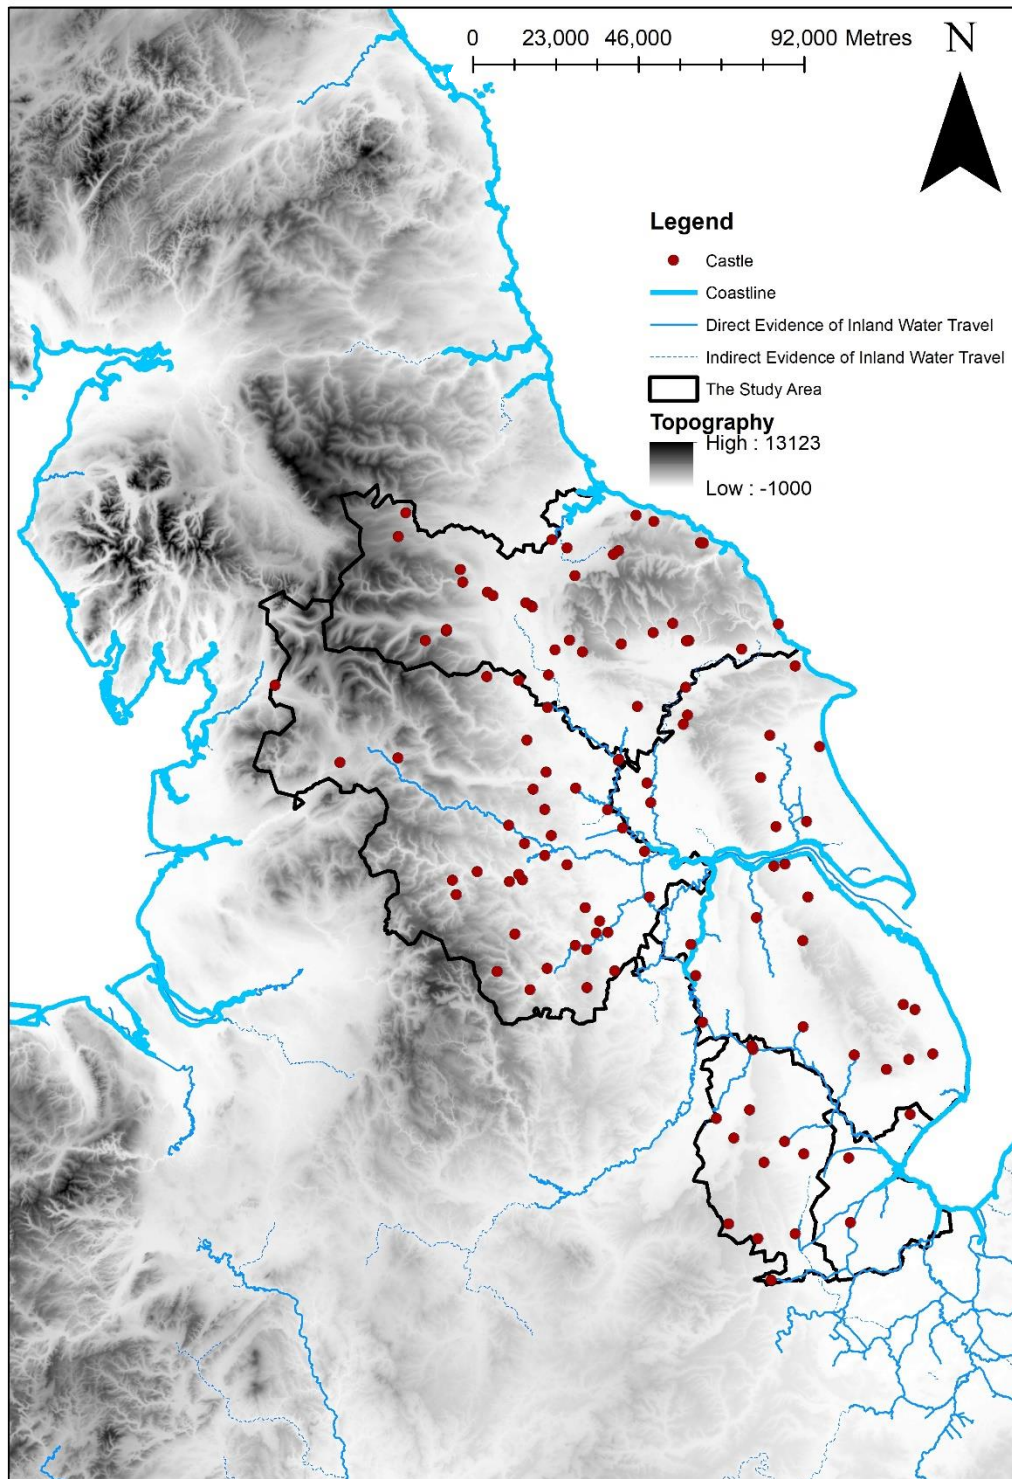 0 23,000 46,000 92,000 Metres
N
Legend
Castle
Coastline
Direct Evidence of Inland Water Travel
Indirect Evidence of Inland Water Travel
The Study Area
Topography
High : 13123
Low : -1000